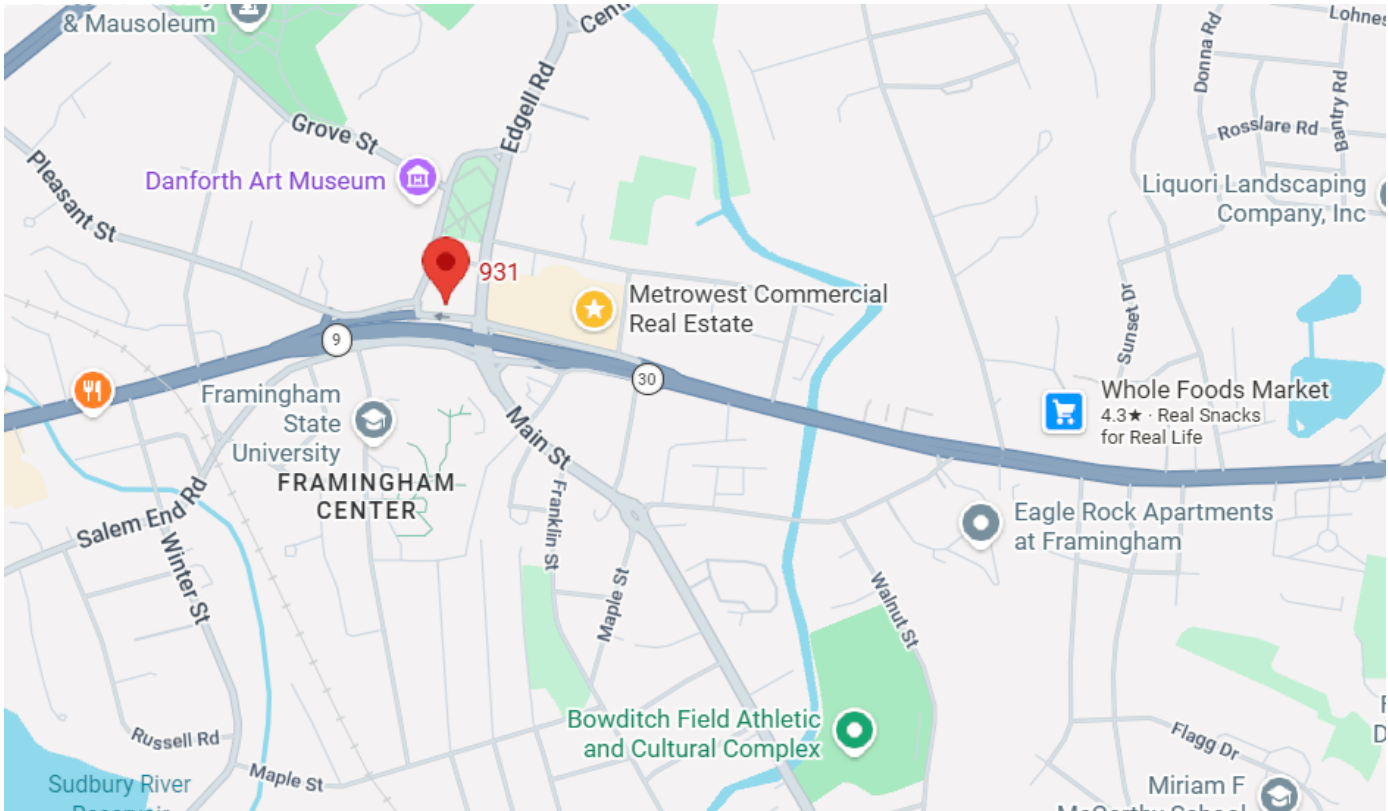 & Mausoleum
Centr
Lohnes
Edgell Rd
Donna Rd
Bantry Rd
Grove St
Rosslare Rd
Pleasant St
Danforth Art Museum
Liquori Landscaping
Company, Inc
931
Metrowest Commercial
Real Estate
Sunset Dr
9
30
Framingham
State
University
Whole Foods Market
4.3★ · Real Snacks
for Real Life
Main St
FRAMINGHAM
CENTER
Salem End Rd
Winter St
Franklin St
Eagle Rock Apartments
at Framingham
Maple St
Walnut St
Bowditch Field Athletic
and Cultural Complex
Russell Rd
Maple St
Flagg Dr
Sudbury River
Reservoir
Miriam F
McCarthy School
F
D